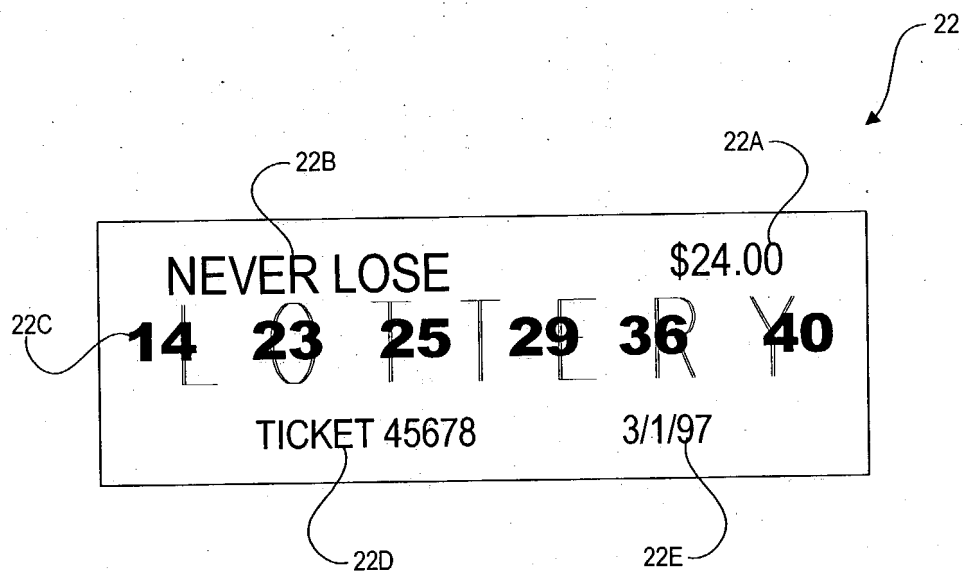 22
22A
22B
NEVER LOSE $24.00
LOTTERY
22C
14 23 25 29 36 40
TICKET 45678 3/1/97
22D 22E